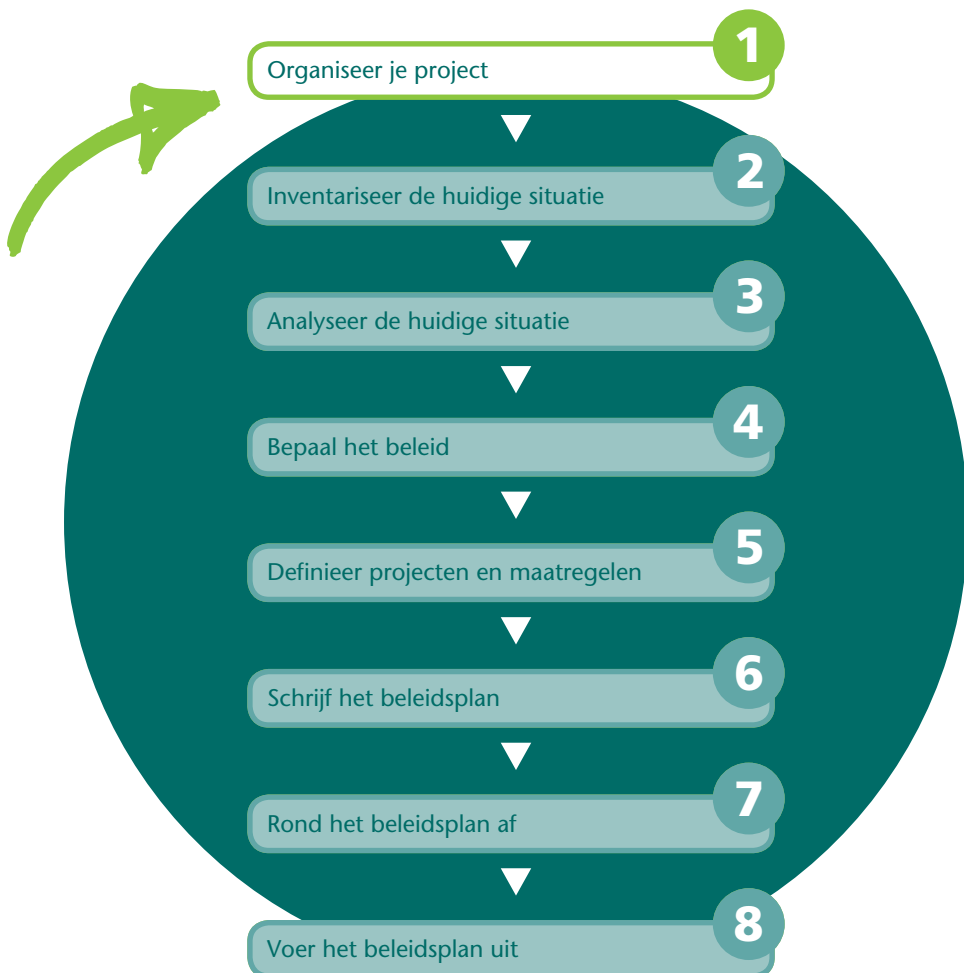 1
Organiseer je project
2
Inventariseer de huidige situatie
3
Analyseer de huidige situatie
4
Bepaal het beleid
5
Definieer projecten en maatregelen
6
Schrijf het beleidsplan
7
Rond het beleidsplan af
8
Voer het beleidsplan uit